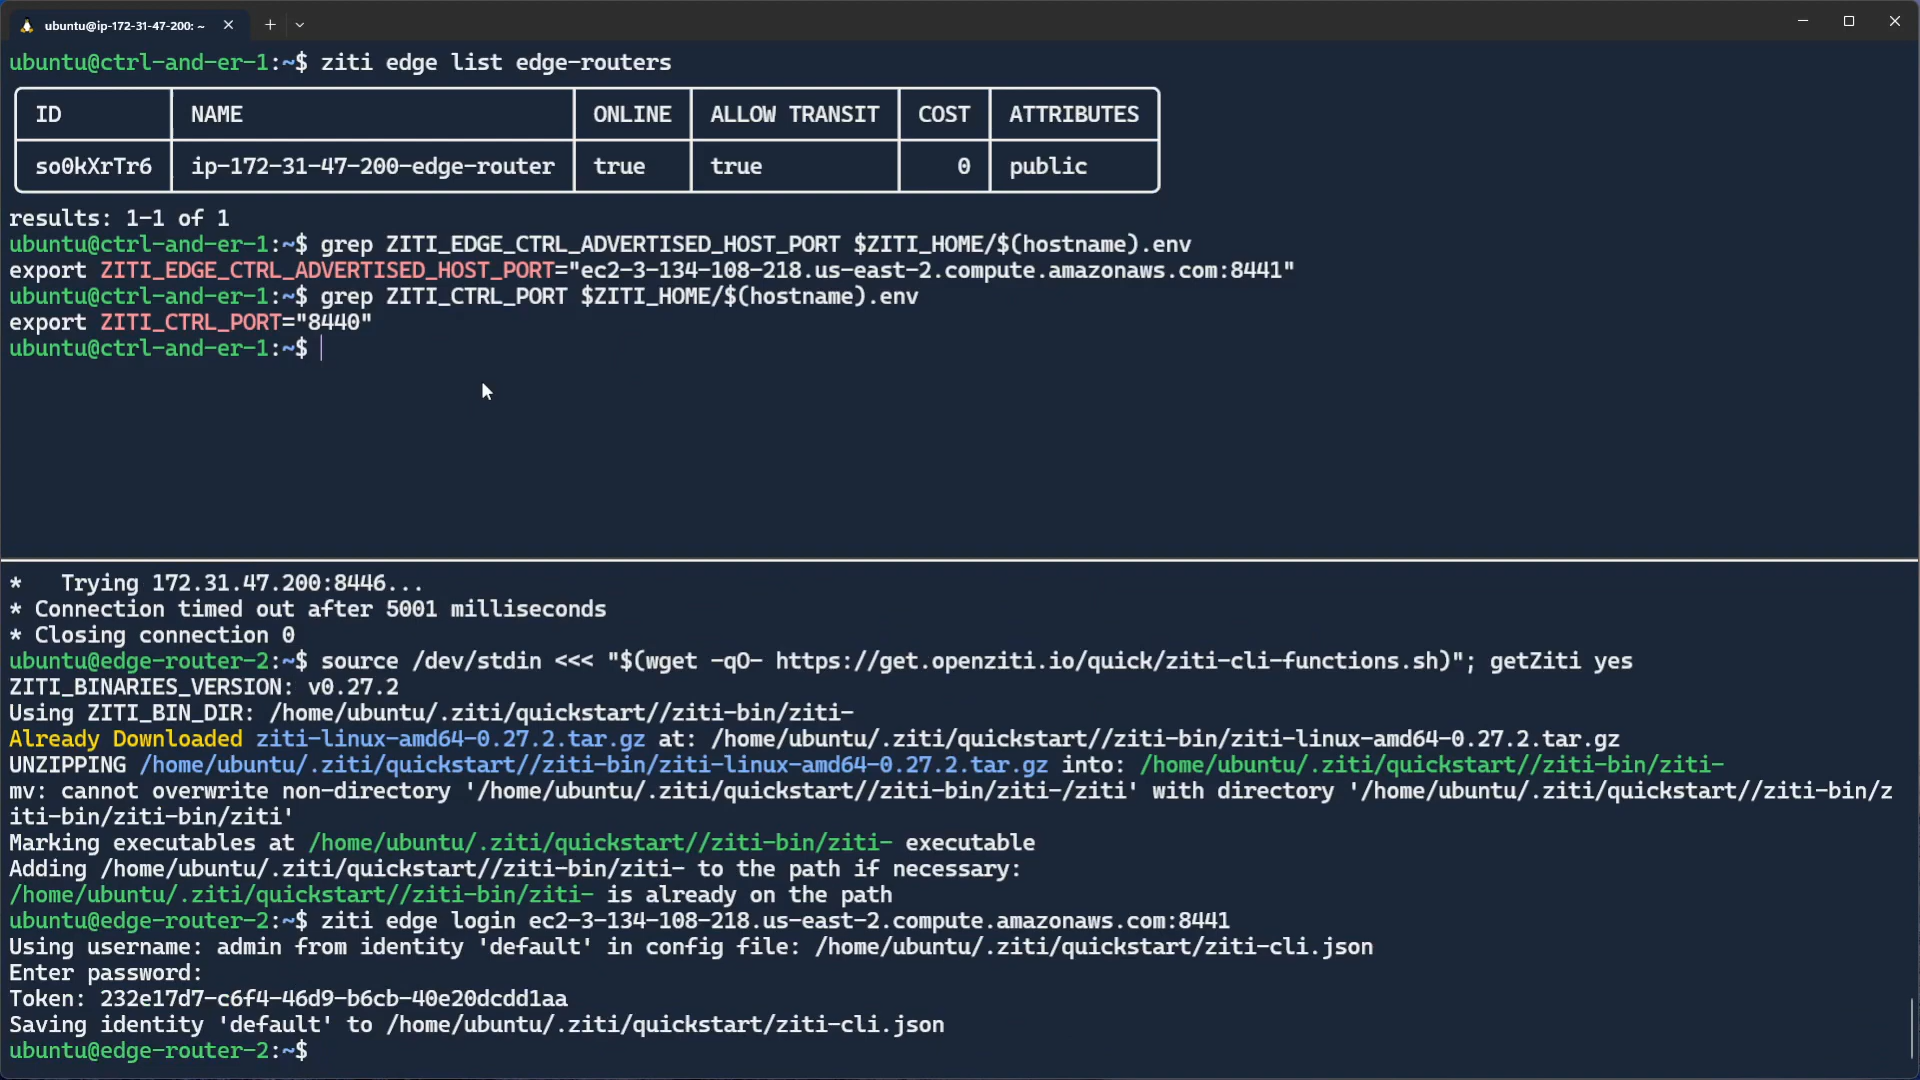 ubuntu@ip-172-31-47-200: ~
ubuntu@ctrl-and-er-1:~$ ziti edge list edge-routers
ID NAME ONLINE ALLOW TRANSIT COST ATTRIBUTES
so0kXrTr6 ip-172-31-47-200-edge-router true true 0 public
results: 1-1 of 1
ubuntu@ctrl-and-er-1:~$ grep ZITI_EDGE_CTRL_ADVERTISED_HOST_PORT $ZITI_HOME/$(hostname).env
export ZITI_EDGE_CTRL_ADVERTISED_HOST_PORT="ec2-3-134-108-218.us-east-2.compute.amazonaws.com:8441"
ubuntu@ctrl-and-er-1:~$ grep ZITI_CTRL_PORT $ZITI_HOME/$(hostname).env
export ZITI_CTRL_PORT="8440"
ubuntu@ctrl-and-er-1:~$
*   Trying 172.31.47.200:8446...
* Connection timed out after 5001 milliseconds
* Closing connection 0
ubuntu@edge-router-2:~$ source /dev/stdin <<< "$(wget -qO- https://get.openziti.io/quick/ziti-cli-functions.sh)"; getZiti yes
ZITI_BINARIES_VERSION: v0.27.2
Using ZITI_BIN_DIR: /home/ubuntu/.ziti/quickstart//ziti-bin/ziti-
Already Downloaded ziti-linux-amd64-0.27.2.tar.gz at: /home/ubuntu/.ziti/quickstart//ziti-bin/ziti-linux-amd64-0.27.2.tar.gz
UNZIPPING /home/ubuntu/.ziti/quickstart//ziti-bin/ziti-linux-amd64-0.27.2.tar.gz into: /home/ubuntu/.ziti/quickstart//ziti-bin/ziti-
mv: cannot overwrite non-directory '/home/ubuntu/.ziti/quickstart//ziti-bin/ziti-/ziti' with directory '/home/ubuntu/.ziti/quickstart//ziti-bin/z
iti-bin/ziti-bin/ziti'
Marking executables at /home/ubuntu/.ziti/quickstart//ziti-bin/ziti- executable
Adding /home/ubuntu/.ziti/quickstart//ziti-bin/ziti- to the path if necessary:
/home/ubuntu/.ziti/quickstart//ziti-bin/ziti- is already on the path
ubuntu@edge-router-2:~$ ziti edge login ec2-3-134-108-218.us-east-2.compute.amazonaws.com:8441
Using username: admin from identity 'default' in config file: /home/ubuntu/.ziti/quickstart/ziti-cli.json
Enter password:
Token: 232e17d7-c6f4-46d9-b6cb-40e20dcdd1aa
Saving identity 'default' to /home/ubuntu/.ziti/quickstart/ziti-cli.json
ubuntu@edge-router-2:~$